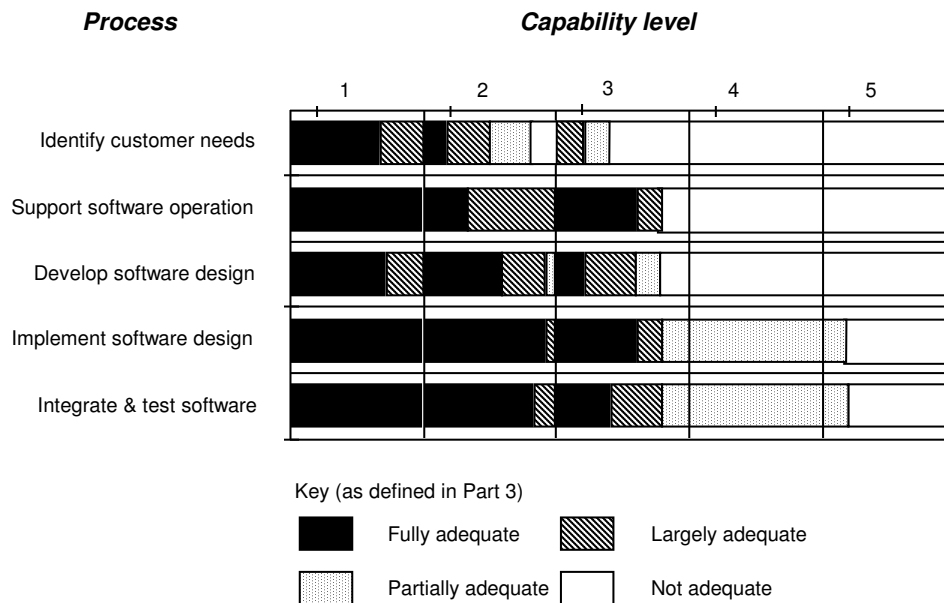 Process Capability level
1 2 3 4 5
Identify customer needs
Support software operation
Develop software design
Implement software design
Integrate & test software
Key (as defined in Part 3)
Fully adequate Largely adequate
Partially adequate Not adequate